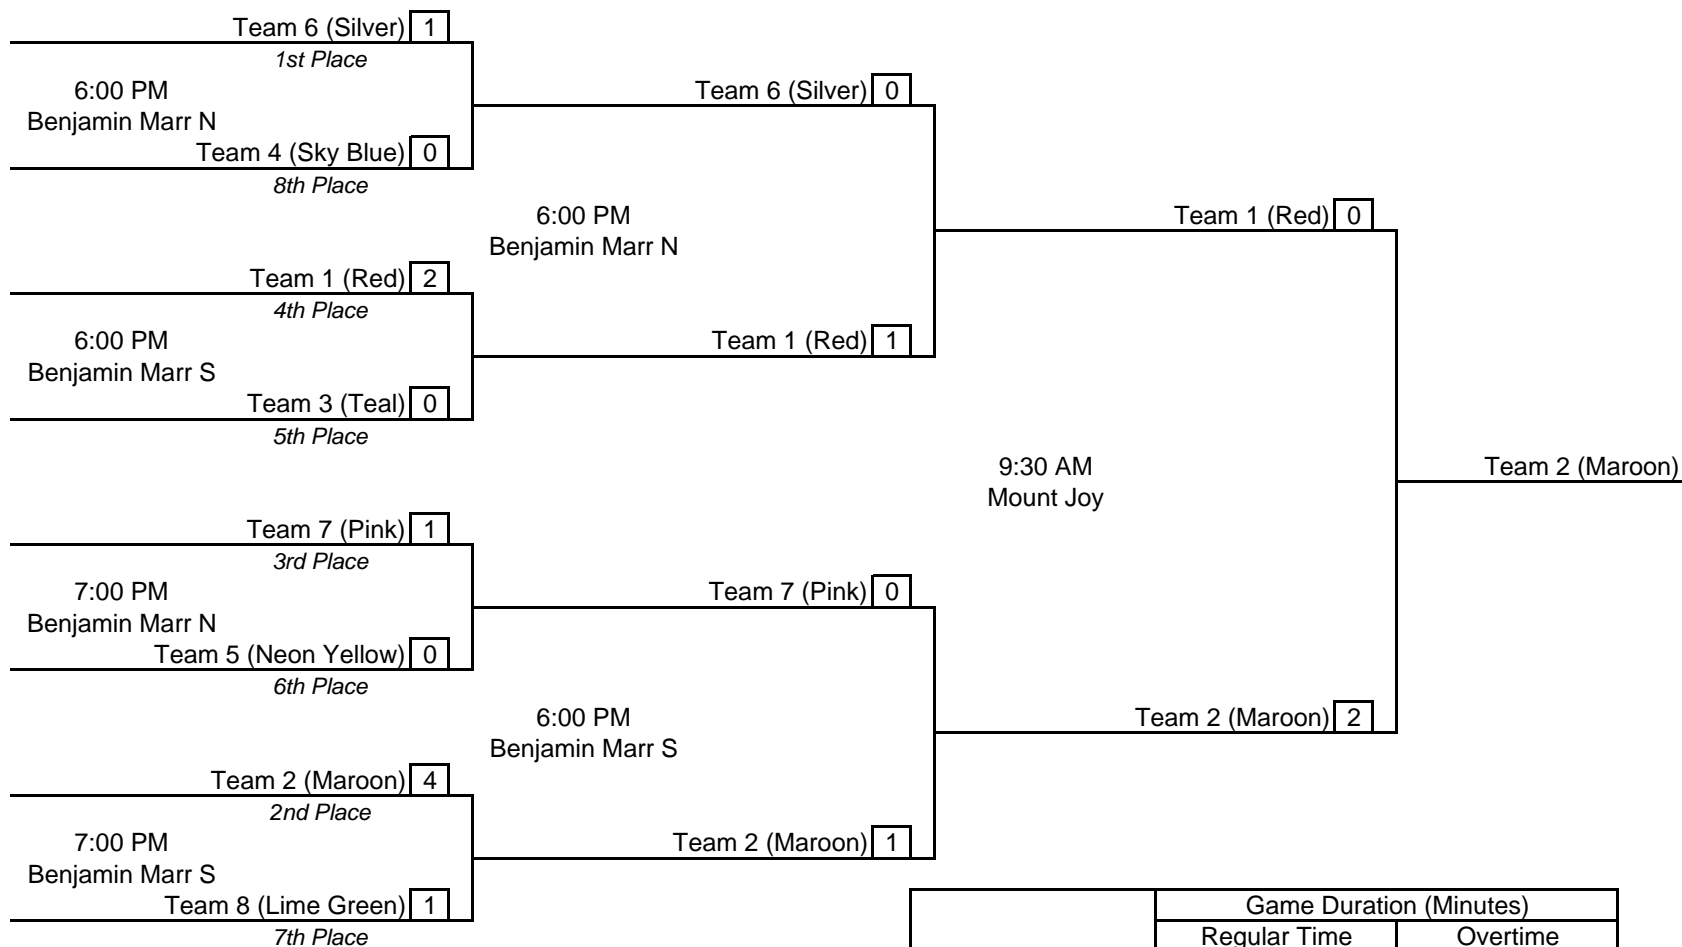 Team 6 (Silver) 1
1st Place
6:00 PM
Benjamin Marr N
Team 4 (Sky Blue) 0
8th Place
Team 1 (Red) 2
4th Place
6:00 PM
Benjamin Marr S
Team 3 (Teal) 0
5th Place
Team 7 (Pink) 1
3rd Place
7:00 PM
Benjamin Marr N
Team 5 (Neon Yellow) 0
6th Place
Team 2 (Maroon) 4
2nd Place
7:00 PM
Benjamin Marr S
Team 8 (Lime Green) 1
7th Place
Team 6 (Silver) 0
6:00 PM
Benjamin Marr N
Team 1 (Red) 1
Team 7 (Pink) 0
6:00 PM
Benjamin Marr S
Team 2 (Maroon) 1
Team 1 (Red) 0
9:30 AM
Mount Joy
Team 2 (Maroon) 2
Team 2 (Maroon)
Game Duration (Minutes)
Regular Time Overtime